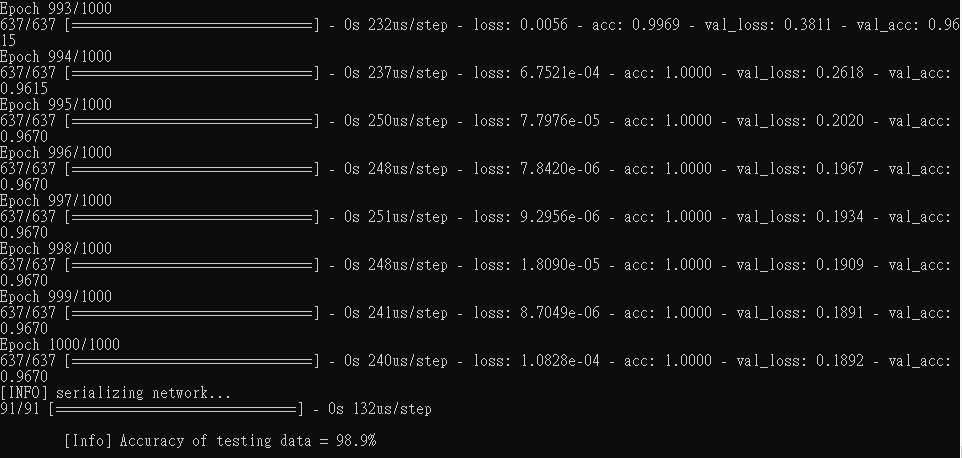 Epoch 993/1000
637/637 [==============================] - 0s 232us/step - loss: 0.0056 - acc: 0.9969 - val_loss: 0.3811 - val_acc: 0.96
15
Epoch 994/1000
637/637 [==============================] - 0s 237us/step - loss: 6.7521e-04 - acc: 1.0000 - val_loss: 0.2618 - val_acc:
0.9615
Epoch 995/1000
637/637 [==============================] - 0s 250us/step - loss: 7.7976e-05 - acc: 1.0000 - val_loss: 0.2020 - val_acc:
0.9670
Epoch 996/1000
637/637 [==============================] - 0s 248us/step - loss: 7.8420e-06 - acc: 1.0000 - val_loss: 0.1967 - val_acc:
0.9670
Epoch 997/1000
637/637 [==============================] - 0s 251us/step - loss: 9.2956e-06 - acc: 1.0000 - val_loss: 0.1934 - val_acc:
0.9670
Epoch 998/1000
637/637 [==============================] - 0s 248us/step - loss: 1.8090e-05 - acc: 1.0000 - val_loss: 0.1909 - val_acc:
0.9670
Epoch 999/1000
637/637 [==============================] - 0s 241us/step - loss: 8.7049e-06 - acc: 1.0000 - val_loss: 0.1891 - val_acc:
0.9670
Epoch 1000/1000
637/637 [==============================] - 0s 240us/step - loss: 1.0828e-04 - acc: 1.0000 - val_loss: 0.1892 - val_acc:
0.9670
[INFO] serializing network...
91/91 [==============================] - 0s 132us/step
[Info] Accuracy of testing data = 98.9%